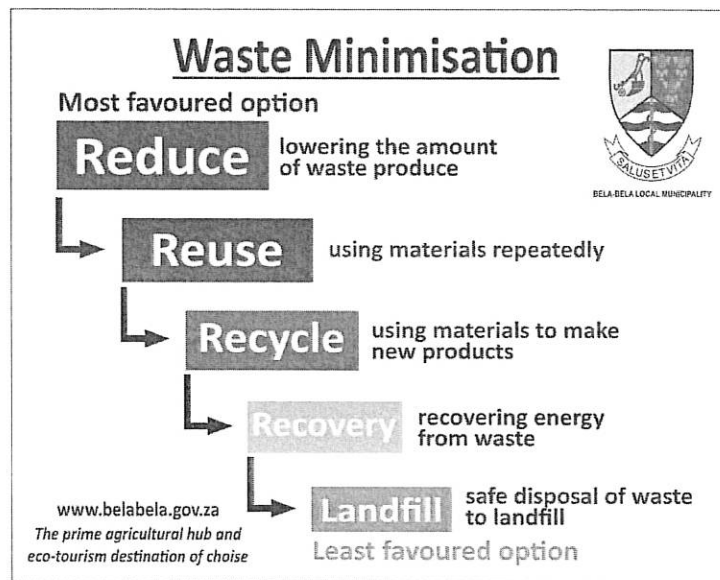 Waste Minimisation
Most favoured option
Reduce
lowering the amount
of waste produce
SALUSETVITA
BELA-BELA LOCAL MUNICIPALITY
Reuse
using materials repeatedly
Recycle
using materials to make
new products
Recovery
recovering energy
from waste
Landfill
safe disposal of waste
to landfill
Least favoured option
www.belabela.gov.za
The prime agricultural hub and
eco-tourism destination of choise